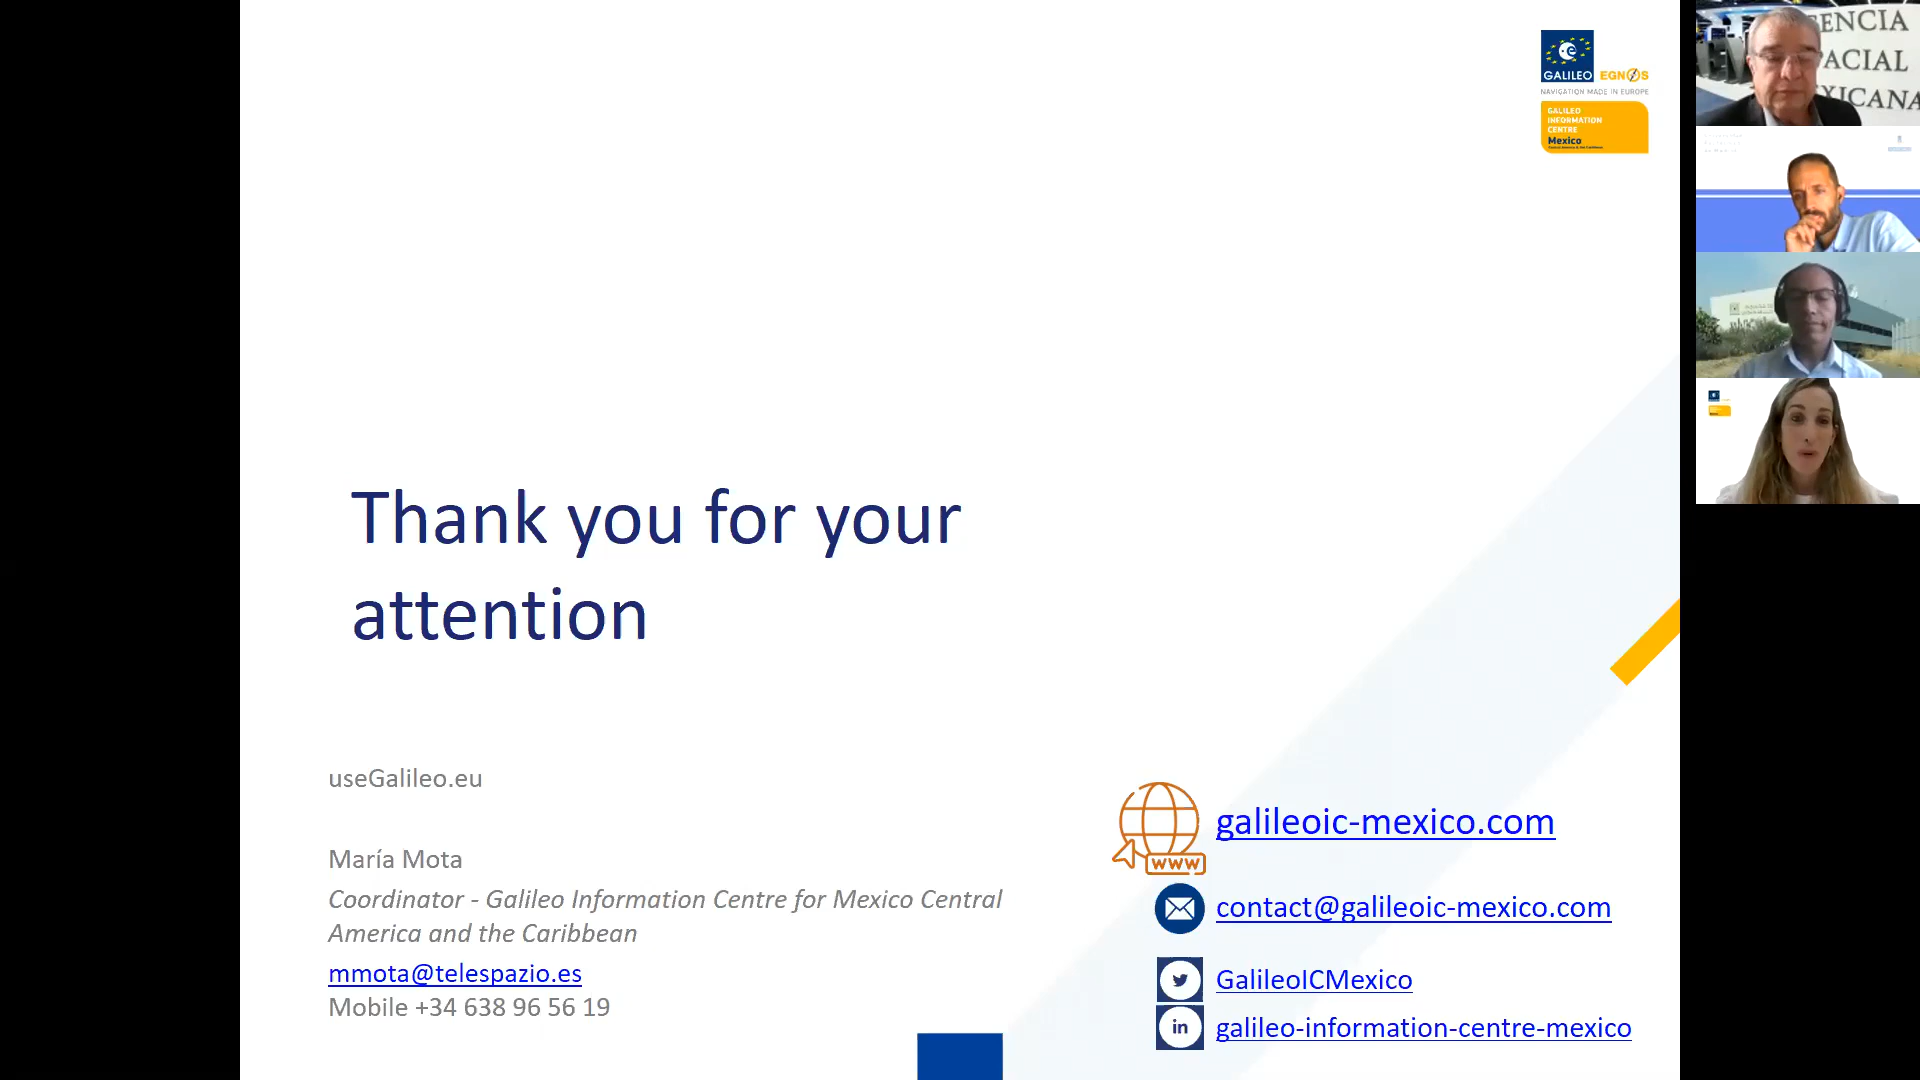 GALILEO
EGNOS
NAVIGATION MADE IN EUROPE
GALILEO
INFORMATION
CENTRE
Mexico
Thank you for your
attention
useGalileo.eu
María Mota
Coordinator - Galileo Information Centre for Mexico Central
America and the Caribbean
mmota@telespazio.es
Mobile +34 638 96 56 19
www
galileoic-mexico.com
contact@galileoic-mexico.com
GalileoICMexico
in
galileo-information-centre-mexico
ENCIA
ACIAL
XICANA